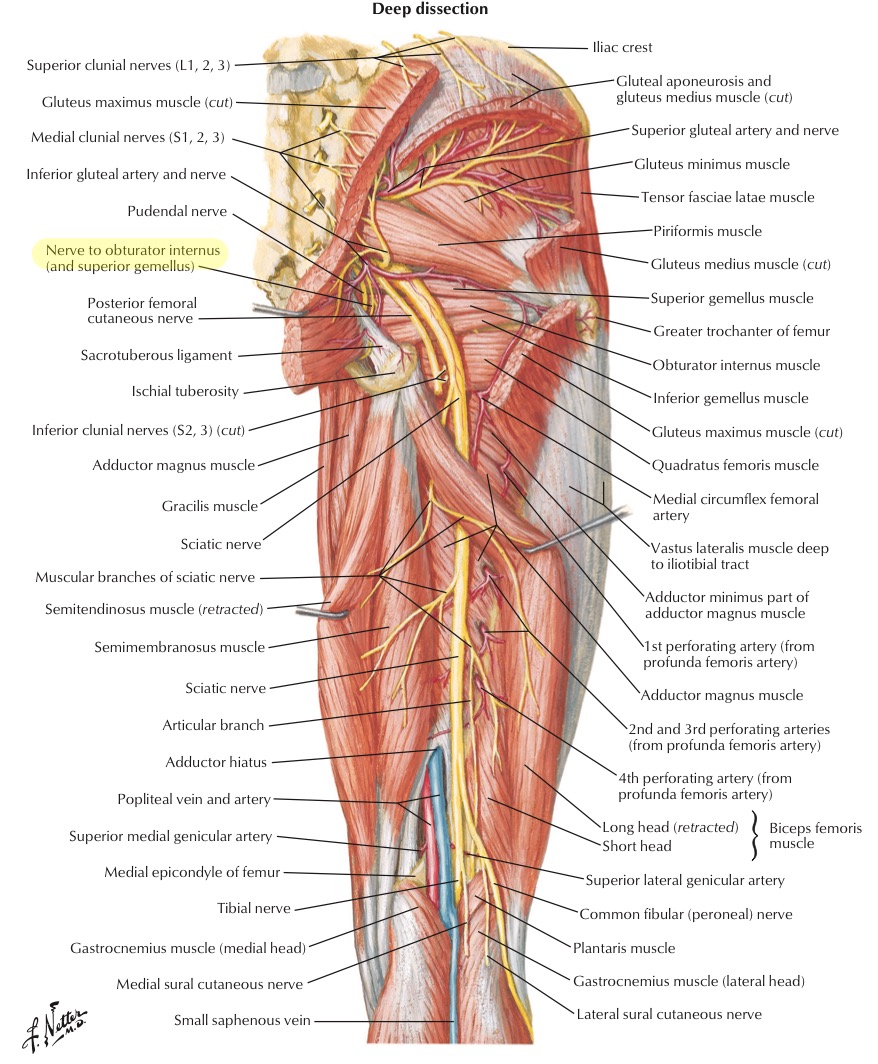 Deep dissection
Superior clunial nerves (L1, 2, 3)
Gluteus maximus muscle (cut)
Medial clunial nerves (S1, 2, 3)
Inferior gluteal artery and nerve
Pudendal nerve
Nerve to obturator internus
(and superior gemellus)
Posterior femoral
cutaneous nerve
Sacrotuberous ligament
Ischial tuberosity
Inferior clunial nerves (S2, 3) (cut)
Adductor magnus muscle
Gracilis muscle
Sciatic nerve
Muscular branches of sciatic nerve
Semitendinosus muscle (retracted)
Semimembranosus muscle
Sciatic nerve
Articular branch
Adductor hiatus
Popliteal vein and artery
Superior medial genicular artery
Medial epicondyle of femur
Tibial nerve
Gastrocnemius muscle (medial head)
Medial sural cutaneous nerve
Small saphenous vein
Iliac crest
Gluteal aponeurosis and
gluteus medius muscle (cut)
Superior gluteal artery and nerve
Gluteus minimus muscle
Tensor fasciae latae muscle
Piriformis muscle
Gluteus medius muscle (cut)
Superior gemellus muscle
Greater trochanter of femur
Obturator internus muscle
Inferior gemellus muscle
Gluteus maximus muscle (cut)
Quadratus femoris muscle
Medial circumflex femoral
artery
Vastus lateralis muscle deep
to iliotibial tract
Adductor minimus part of
adductor magnus muscle
1st perforating artery (from
profunda femoris artery)
Adductor magnus muscle
2nd and 3rd perforating arteries
(from profunda femoris artery)
4th perforating artery (from
profunda femoris artery)
Long head (retracted)
Short head
Biceps femoris
muscle
Superior lateral genicular artery
Common fibular (peroneal) nerve
Plantaris muscle
Gastrocnemius muscle (lateral head)
Lateral sural cutaneous nerve
F. Netter
M.D.